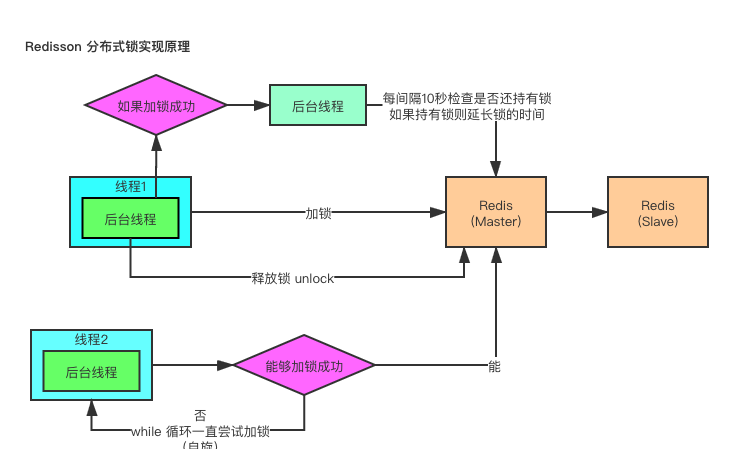 Redisson 分布式锁实现原理
如果加锁成功
后台线程
每间隔10秒检查是否还持有锁
如果持有锁则延长锁的时间
线程1
后台线程
加锁
Redis
(Master)
Redis
(Slave)
释放锁 unlock
线程2
后台线程
能够加锁成功
能
否
while 循环一直尝试加锁
(自旋)